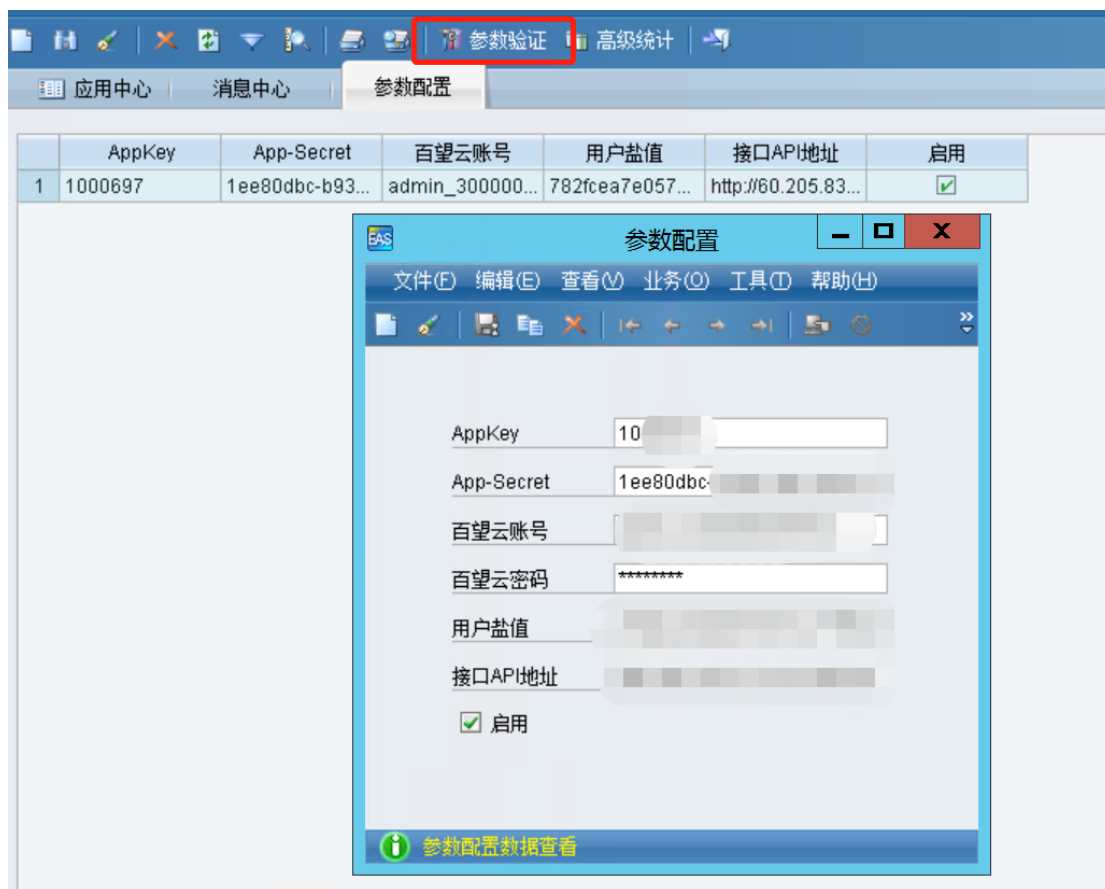 参数验证 高级统计
应用中心 消息中心 参数配置
AppKey App-Secret 百望云账号 用户盐值 接口API地址 启用
1 1000697 1ee80dbc-b93... admin_300000... 782fcea7e057... http://60.205.83...
EAS 参数配置
文件(F) 编辑(E) 查看(V) 业务(O) 工具(T) 帮助(H)
AppKey 10
App-Secret 1ee80dbc-
百望云账号
百望云密码 ********
用户盐值
接口API地址
启用
参数配置数据查看